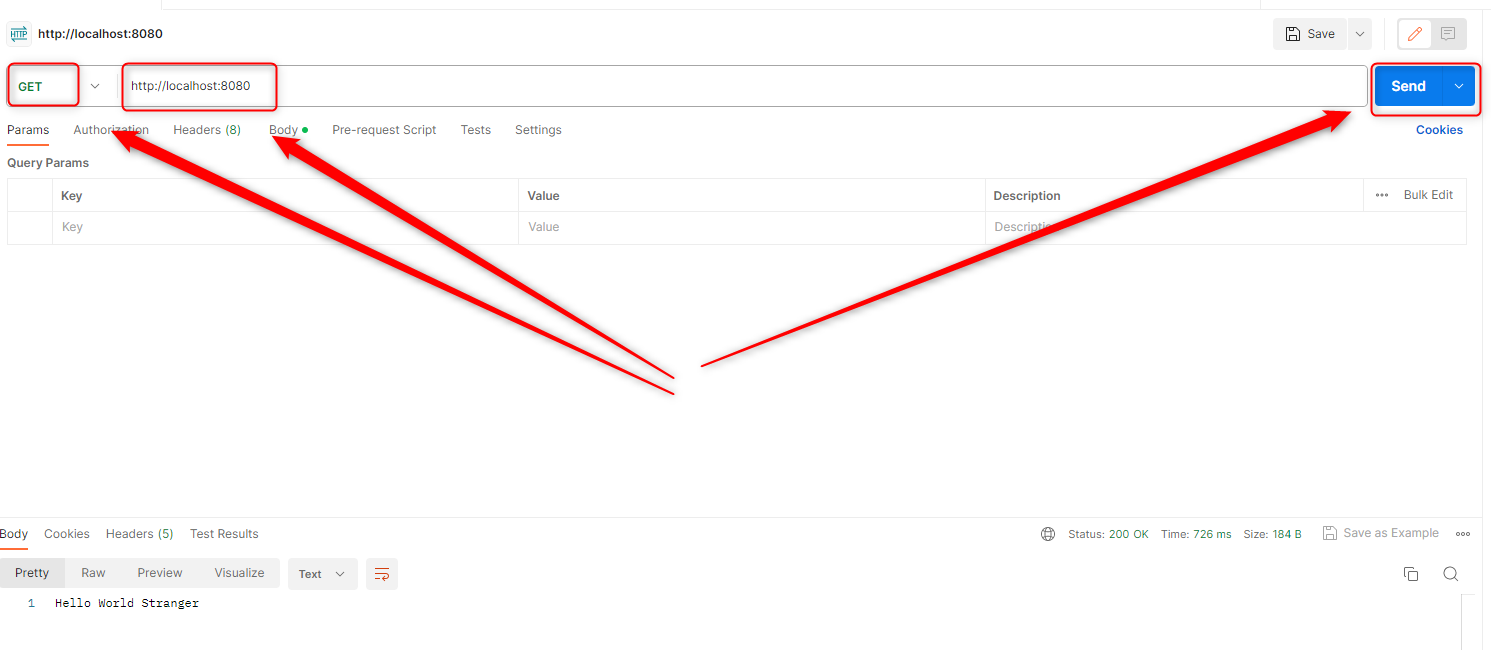 HTTP http://localhost:8080 Save
GET http://localhost:8080 Send
Params Authorization Headers (8) Body Pre-request Script Tests Settings Cookies
Query Params
Key Value Description ••• Bulk Edit
Key Value Description
Body Cookies Headers (5) Test Results Status: 200 OK Time: 726 ms Size: 184 B Save as Example
Pretty Raw Preview Visualize Text
1 Hello World Stranger